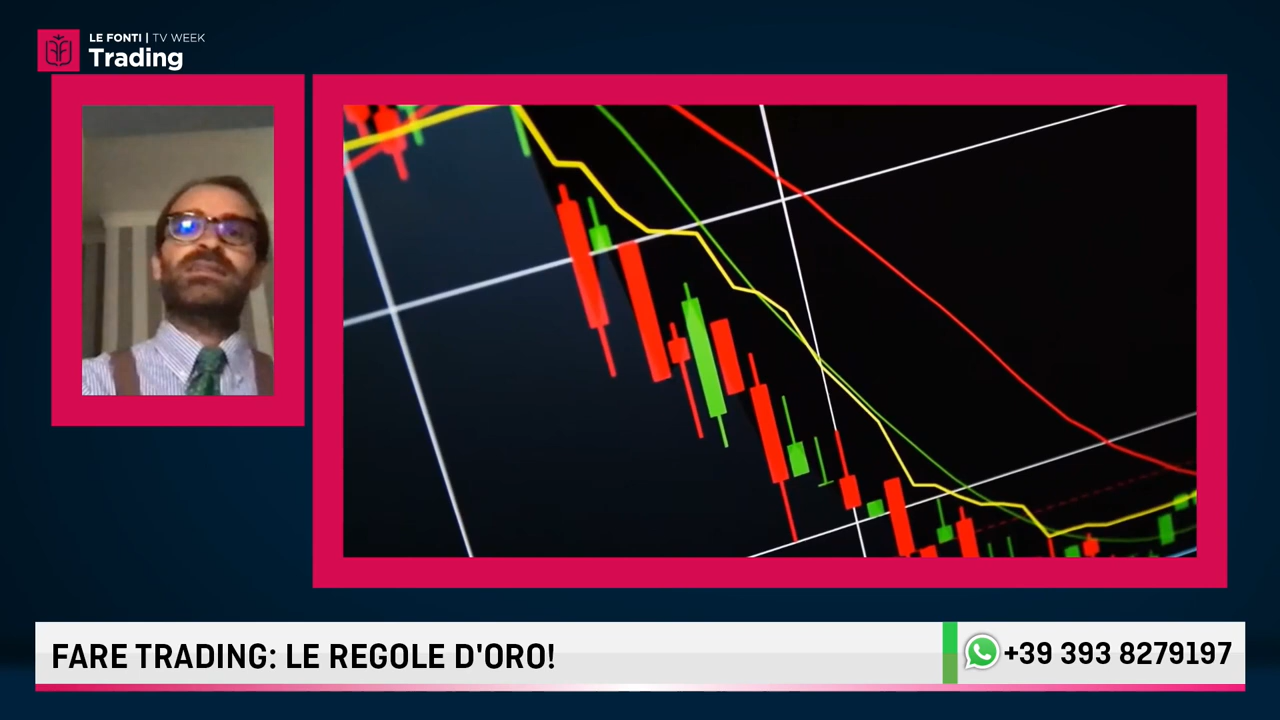 LE FONTI | TV WEEK
Trading
FARE TRADING: LE REGOLE D'ORO!
+39 393 8279197